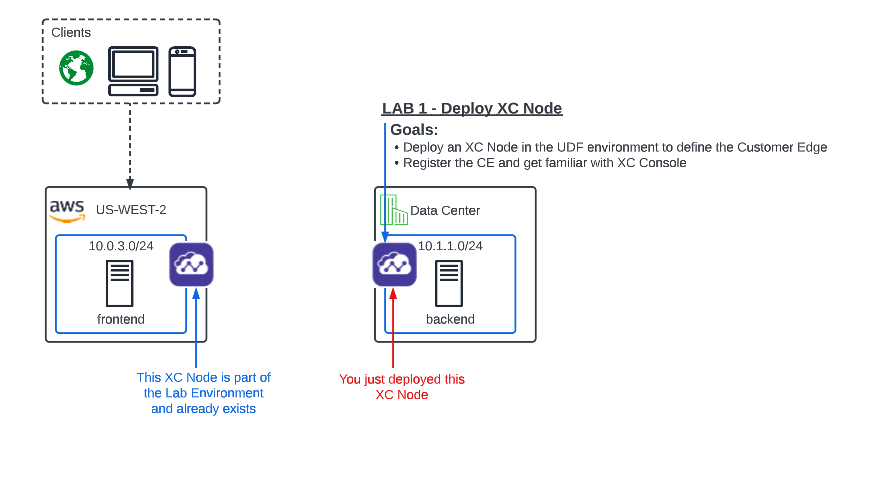 Clients
LAB 1 - Deploy XC Node
Goals:
• Deploy an XC Node in the UDF environment to define the Customer Edge
• Register the CE and get familiar with XC Console
aws
US-WEST-2
10.0.3.0/24
frontend
Data Center
10.1.1.0/24
backend
This XC Node is part of
the Lab Environment
and already exists
You just deployed this
XC Node